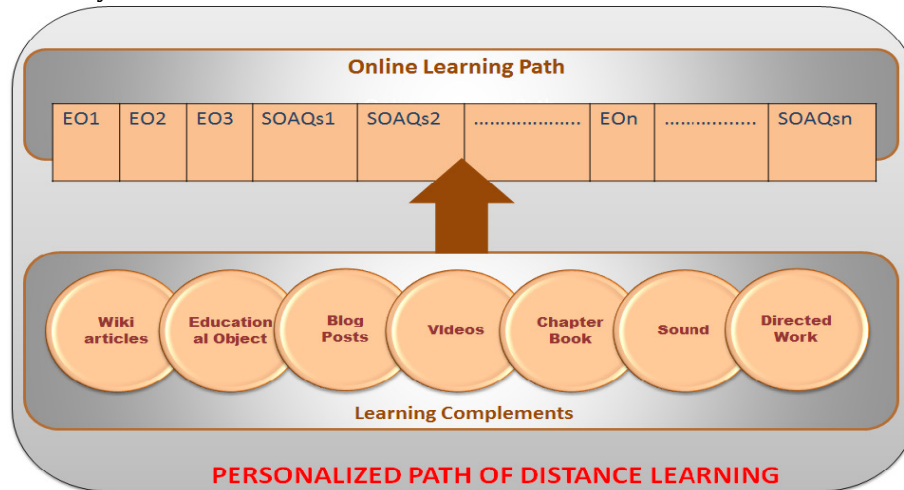 Online Learning Path
EO1 EO2 EO3 SOAQs1 SOAQs2 ................... EOn ................ SOAQsn
Wiki
articles
Education
al Object
Blog
Posts
Videos
Chapter
Book
Sound
Directed
Work
Learning Complements
PERSONALIZED PATH OF DISTANCE LEARNING